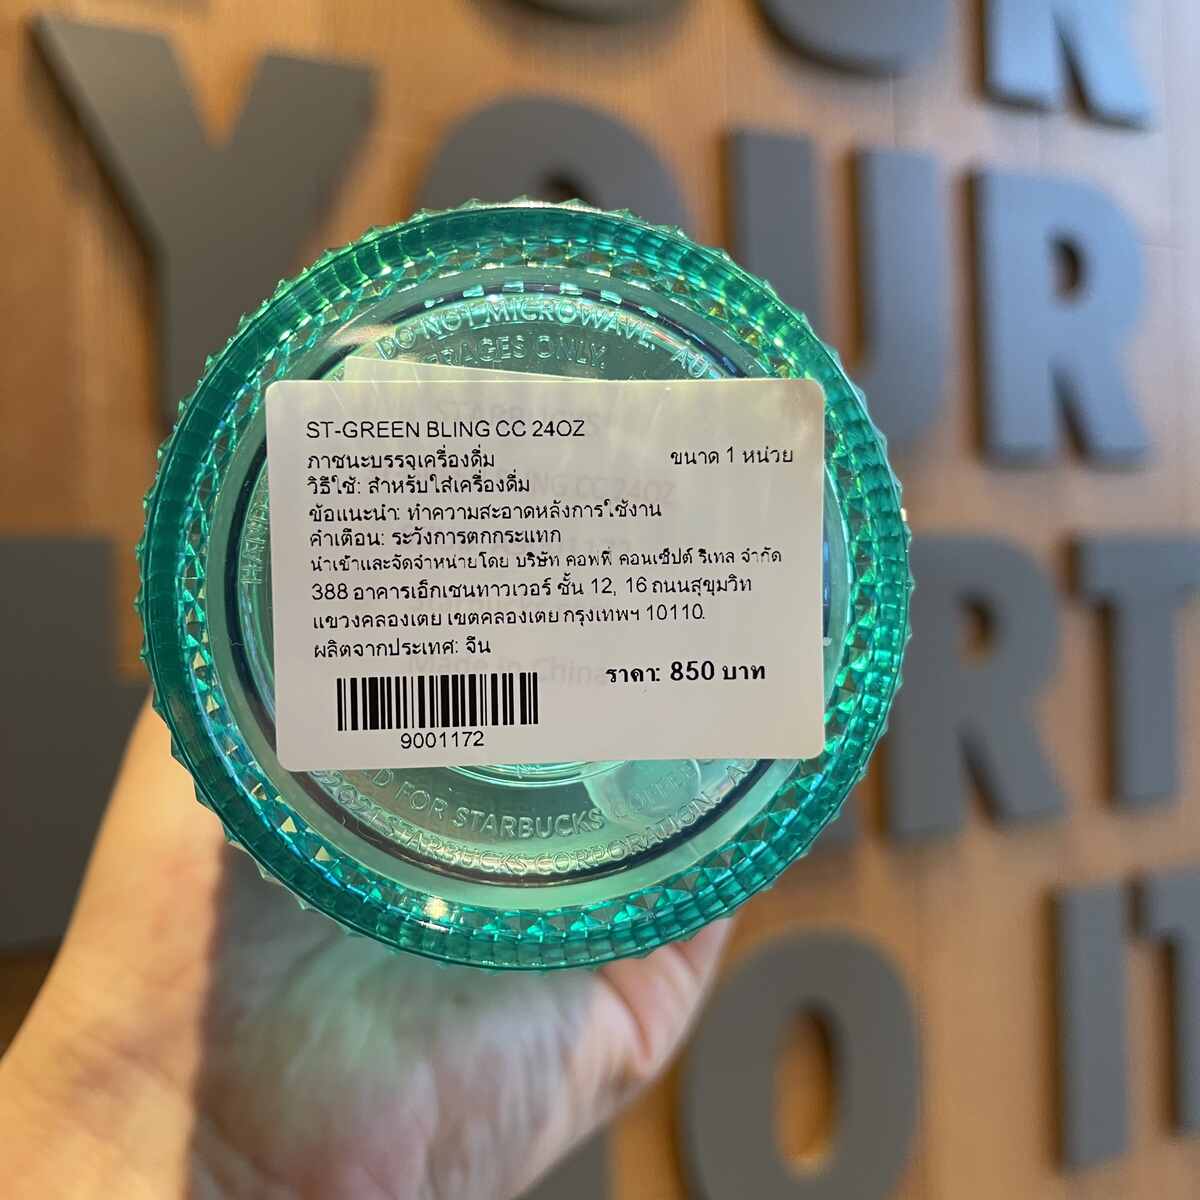 YOUR
DO NOT MICROWAVE.
ERAGES ONLY.
ST-GREEN BLING CC 24OZ
ภาชนะบรรจุเครื่องดื่ม ขนาด 1 หน่วย
วิธีใช้: สำหรับใส่เครื่องดื่ม
ข้อแนะนำ: ทำความสะอาดหลังการใช้งาน
คำเตือน: ระวังการตกกระแทก
นำเข้าและจัดจำหน่ายโดย บริษัท คอฟฟี่ คอนเซ็ปต์ รีเทล จำกัด
388 อาคารเอ็กเชนทาวเวอร์ ชั้น 12, 16 ถนนสุขุมวิท
แขวงคลองเตย เขตคลองเตย กรุงเทพฯ 10110.
ผลิตจากประเทศ: จีน
Made in China
ราคา: 850 บาท
9001172
FOR STARBUCKS COFFEE
2021 STARBUCKS CORPORATION.